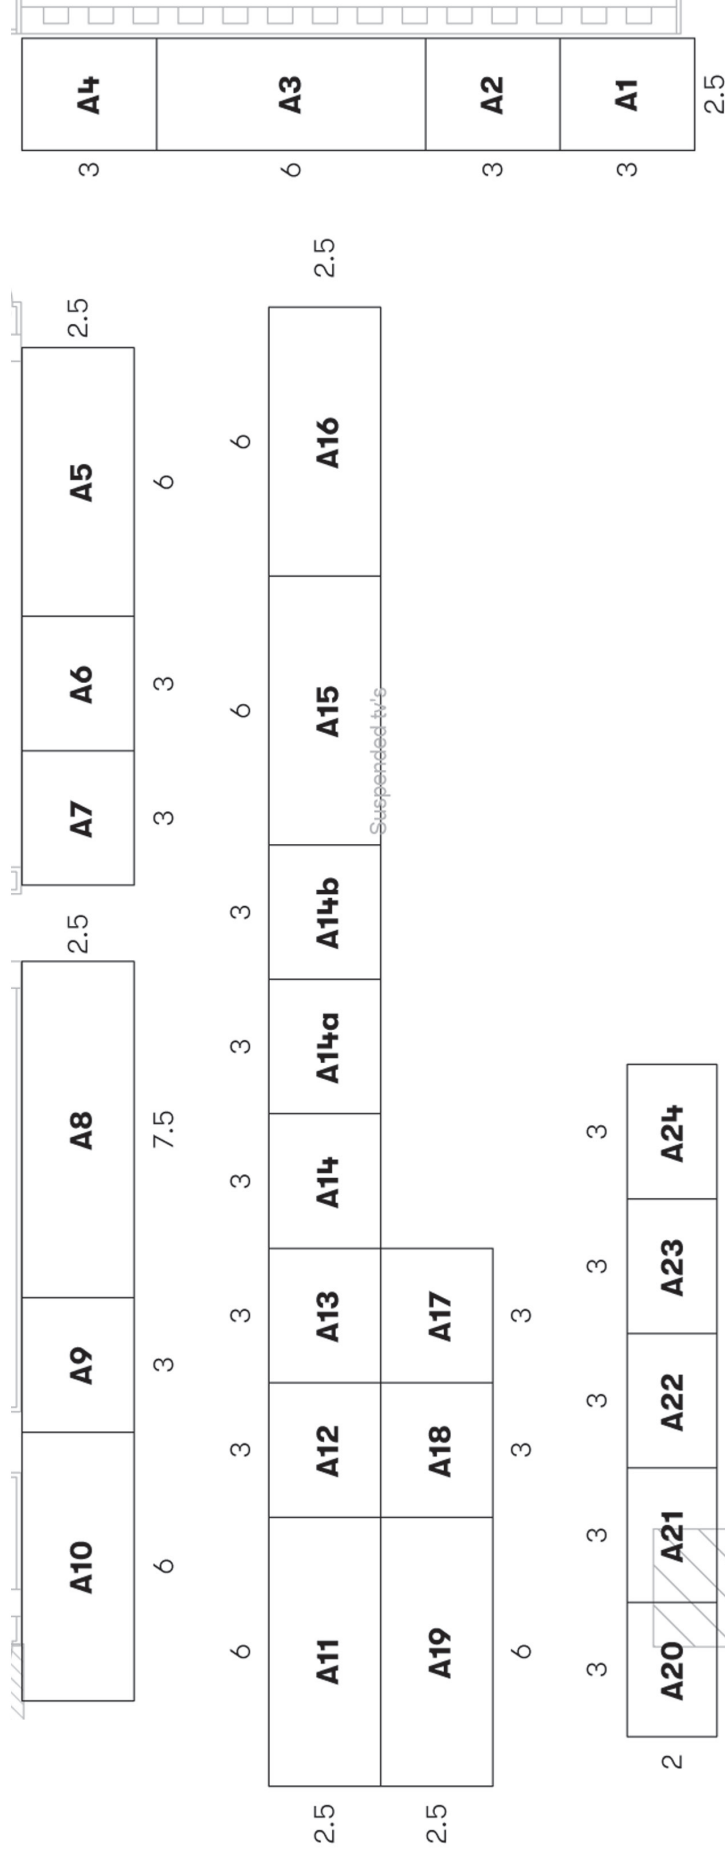 A10 A9 A8 2.5 A7 A6 A5 2.5 3 A4
6 3 7.5 3 3 6
6 3 3 3 3 3 6 6
6 A3
2.5 A11 A12 A13 A14 A14a A14b A15 A16 2.5
Suspended tv's
2.5 A19 A18 A17
3 A2
6 3 3
3 3 3 3 3
3 A1
2 A20 A21 A22 A23 A24
2.5